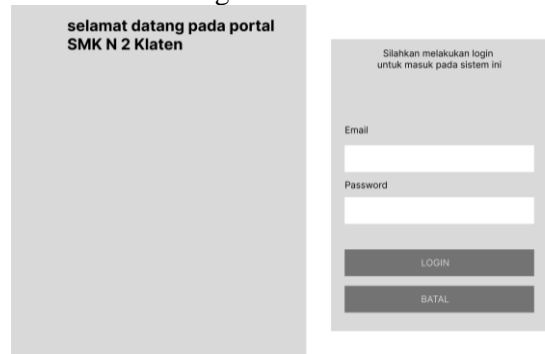 selamat datang pada portal
SMK N 2 Klaten
Silahkan melakukan login
untuk masuk pada sistem ini
Email
Password
LOGIN
BATAL